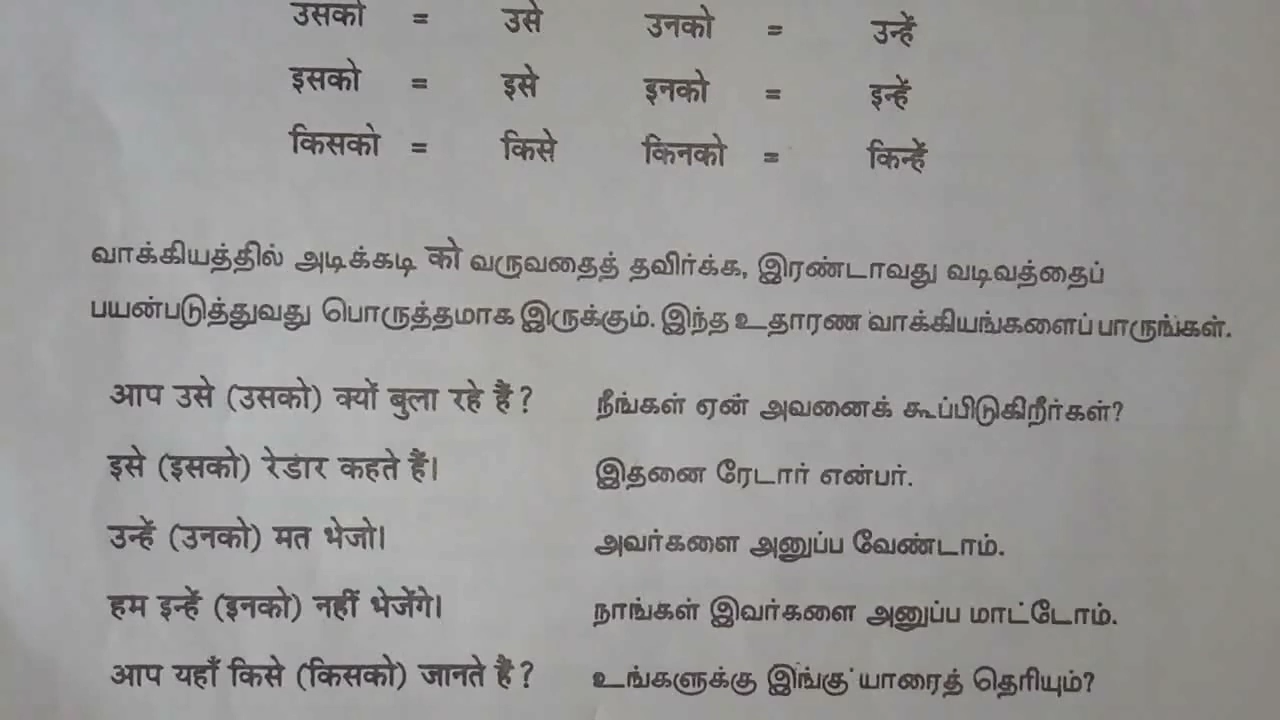 उसको = उसे उनको = उन्हें
इसको = इसे इनको = इन्हें
किसको = किसे किनको = किन्हें
வாக்கியத்தில் அடிக்கடி को வருவதைத் தவிர்க்க, இரண்டாவது வடிவத்தைப்
பயன்படுத்துவது பொருத்தமாக இருக்கும். இந்த உதாரண வாக்கியங்களைப் பாருங்கள்.
आप उसे (उसको) क्यों बुला रहे हैं? நீங்கள் ஏன் அவனைக் கூப்பிடுகிறீர்கள்?
इसे (इसको) रेडार कहते हैं। இதனை ரேடார் என்பர்.
उन्हें (उनको) मत भेजो। அவர்களை அனுப்ப வேண்டாம்.
हम इन्हें (इनको) नहीं भेजेंगे। நாங்கள் இவர்களை அனுப்ப மாட்டோம்.
आप यहाँ किसे (किसको) जानते हैं? உங்களுக்கு இங்கு யாரைத் தெரியும்?